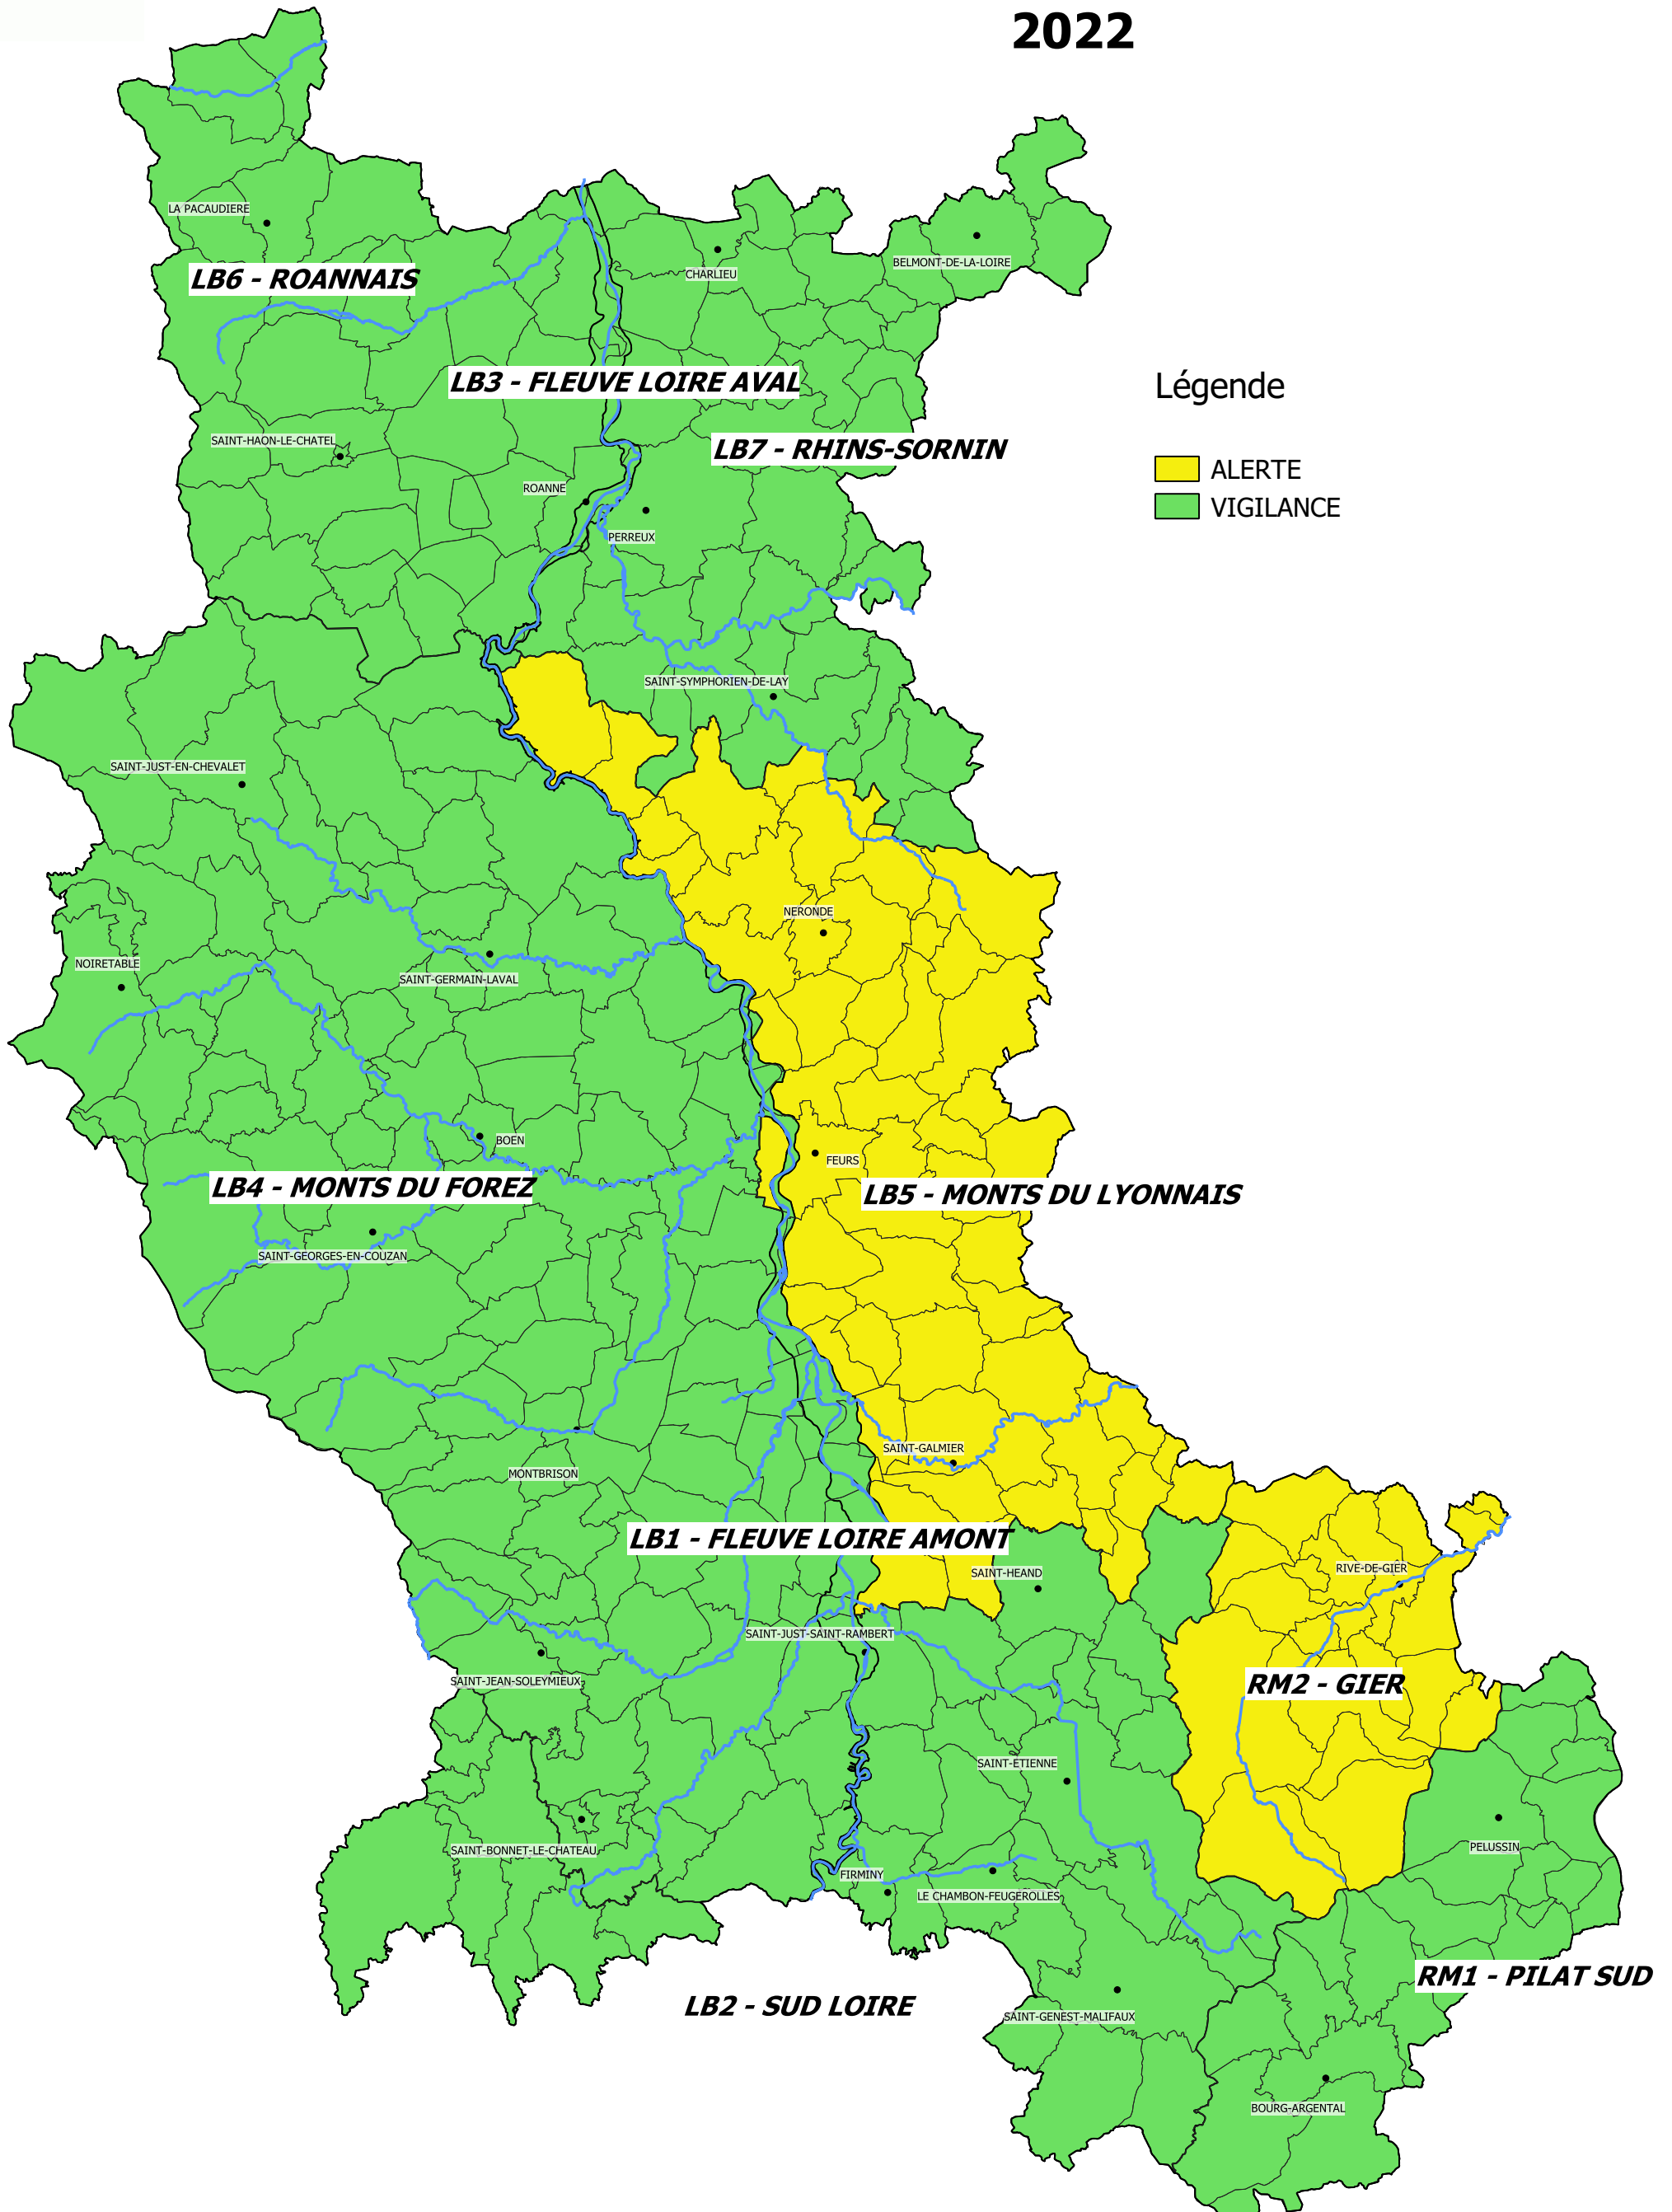 2022
LA PACAUDIERE
LB6 - ROANNAIS
CHARLIEU
BELMONT-DE-LA-LOIRE
LB3 - FLEUVE LOIRE AVAL
Légende
SAINT-HAON-LE-CHATEL
LB7 - RHINS-SORNIN
ALERTE
VIGILANCE
ROANNE
PERREUX
SAINT-SYMPHORIEN-DE-LAY
SAINT-JUST-EN-CHEVALET
NERONDE
NOIRETABLE
SAINT-GERMAIN-LAVAL
BOEN
FEURS
LB4 - MONTS DU FOREZ
LB5 - MONTS DU LYONNAIS
SAINT-GEORGES-EN-COUZAN
SAINT-GALMIER
MONTBRISON
LB1 - FLEUVE LOIRE AMONT
SAINT-HEAND
RIVE-DE-GIER
SAINT-JUST-SAINT-RAMBERT
SAINT-JEAN-SOLEYMIEUX
RM2 - GIER
SAINT-ETIENNE
PELUSSIN
SAINT-BONNET-LE-CHATEAU
FIRMINY
LE CHAMBON-FEUGEROLLES
RM1 - PILAT SUD
LB2 - SUD LOIRE
SAINT-GENEST-MALIFAUX
BOURG-ARGENTAL